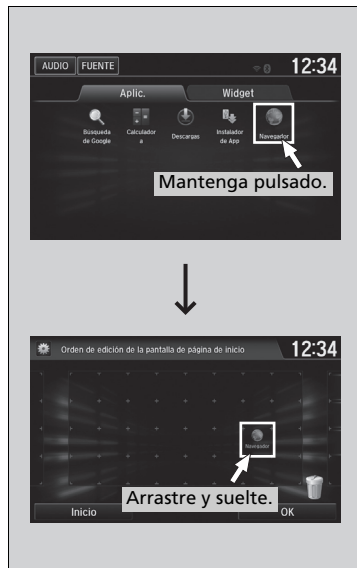 AUDIO FUENTE 12:34
Aplic. Widget
Búsqueda de Google
Calculadora
Descargas
Instalador de App
Navegador
Mantenga pulsado.
Orden de edición de la pantalla de página de inicio 12:34
Navegador
Arrastre y suelte.
Inicio OK